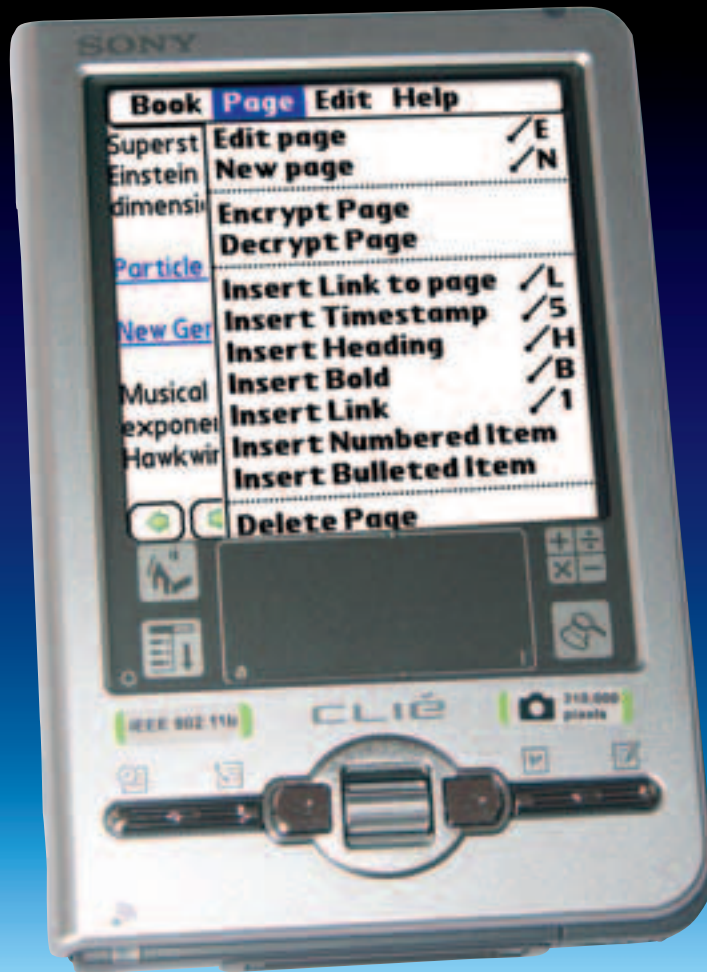 SONY
Book Page Edit Help
Superst
Einstein
dimensi
Particle
New Ger
Musical
exponer
Hawkwir
Edit page /E
New page /N
Encrypt Page
Decrypt Page
Insert Link to page /L
Insert Timestamp /5
Insert Heading /H
Insert Bold /B
Insert Link /1
Insert Numbered Item
Insert Bulleted Item
Delete Page
+ ÷
× −
a 1
IEEE 802.11b
CLIÉ
310,000
pixels